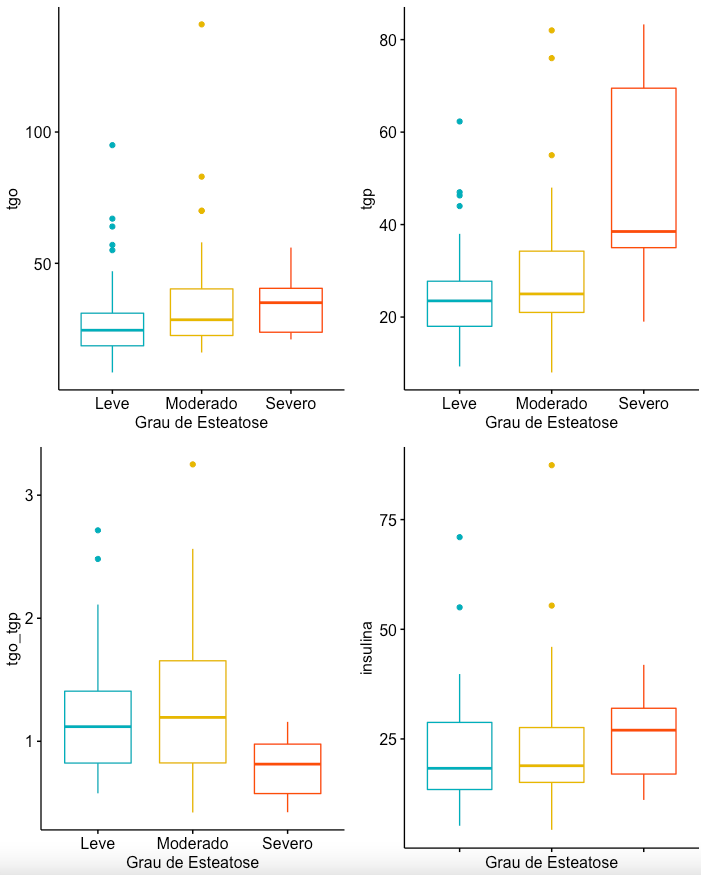 tgo
100
50
Leve Moderado Severo
Grau de Esteatose
tgp
80
60
40
20
Leve Moderado Severo
Grau de Esteatose
tgo_tgp
3
2
1
Leve Moderado Severo
Grau de Esteatose
insulina
75
50
25
Grau de Esteatose